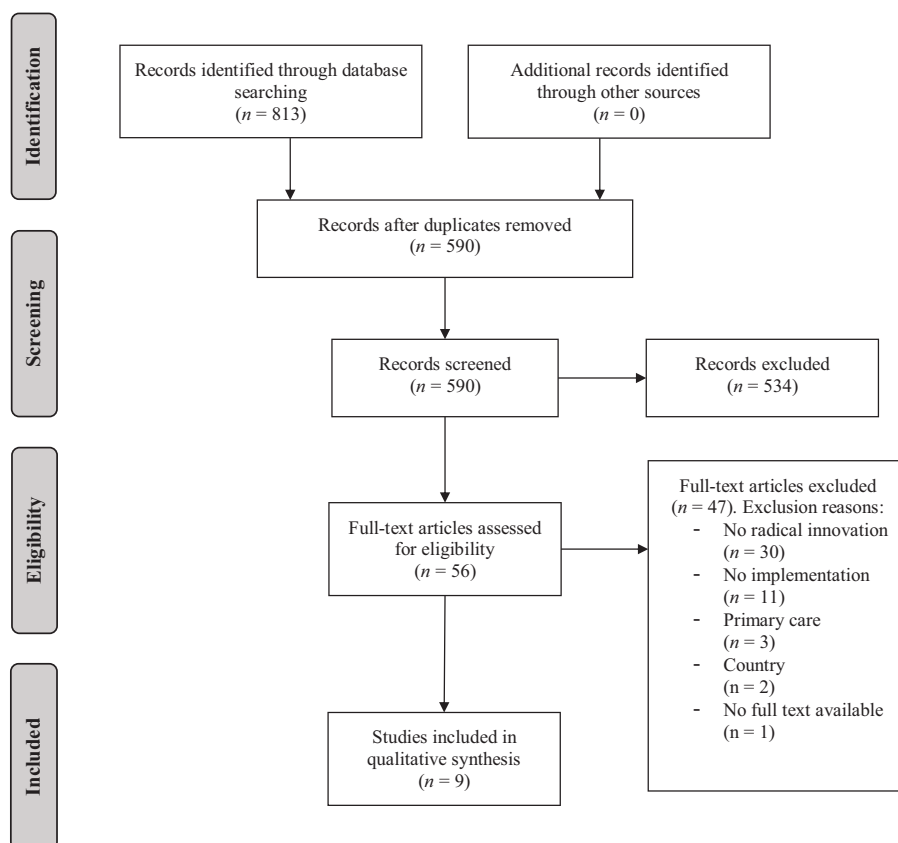 Identification
Records identified through database
searching
(n = 813)
Additional records identified
through other sources
(n = 0)
Records after duplicates removed
(n = 590)
Screening
Records screened
(n = 590)
Records excluded
(n = 534)
Eligibility
Full-text articles assessed
for eligibility
(n = 56)
Full-text articles excluded
(n = 47). Exclusion reasons:
- No radical innovation
(n = 30)
- No implementation
(n = 11)
- Primary care
(n = 3)
- Country
(n = 2)
- No full text available
(n = 1)
Included
Studies included in
qualitative synthesis
(n = 9)